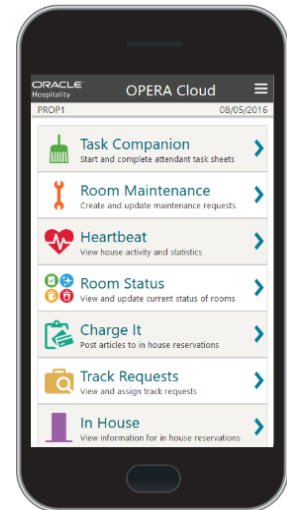 ORACLE
Hospitality
OPERA Cloud
PROP1
08/05/2016
Task Companion
Start and complete attendant task sheets
Room Maintenance
Create and update maintenance requests
Heartbeat
View house activity and statistics
Room Status
View and update current status of rooms
Charge It
Post articles to in house reservations
Track Requests
View and assign track requests
In House
View information for in house reservations